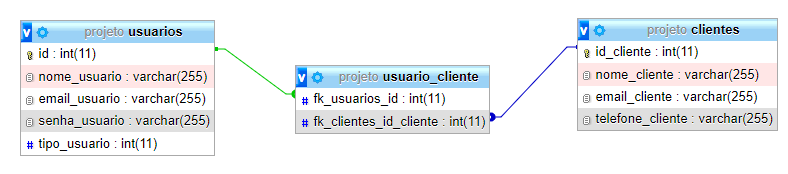 projeto usuarios
id : int(11)
nome_usuario : varchar(255)
email_usuario : varchar(255)
senha_usuario : varchar(255)
# tipo_usuario : int(11)
projeto usuario_cliente
# fk_usuarios_id : int(11)
# fk_clientes_id_cliente : int(11)
projeto clientes
id_cliente : int(11)
nome_cliente : varchar(255)
email_cliente : varchar(255)
telefone_cliente : varchar(255)